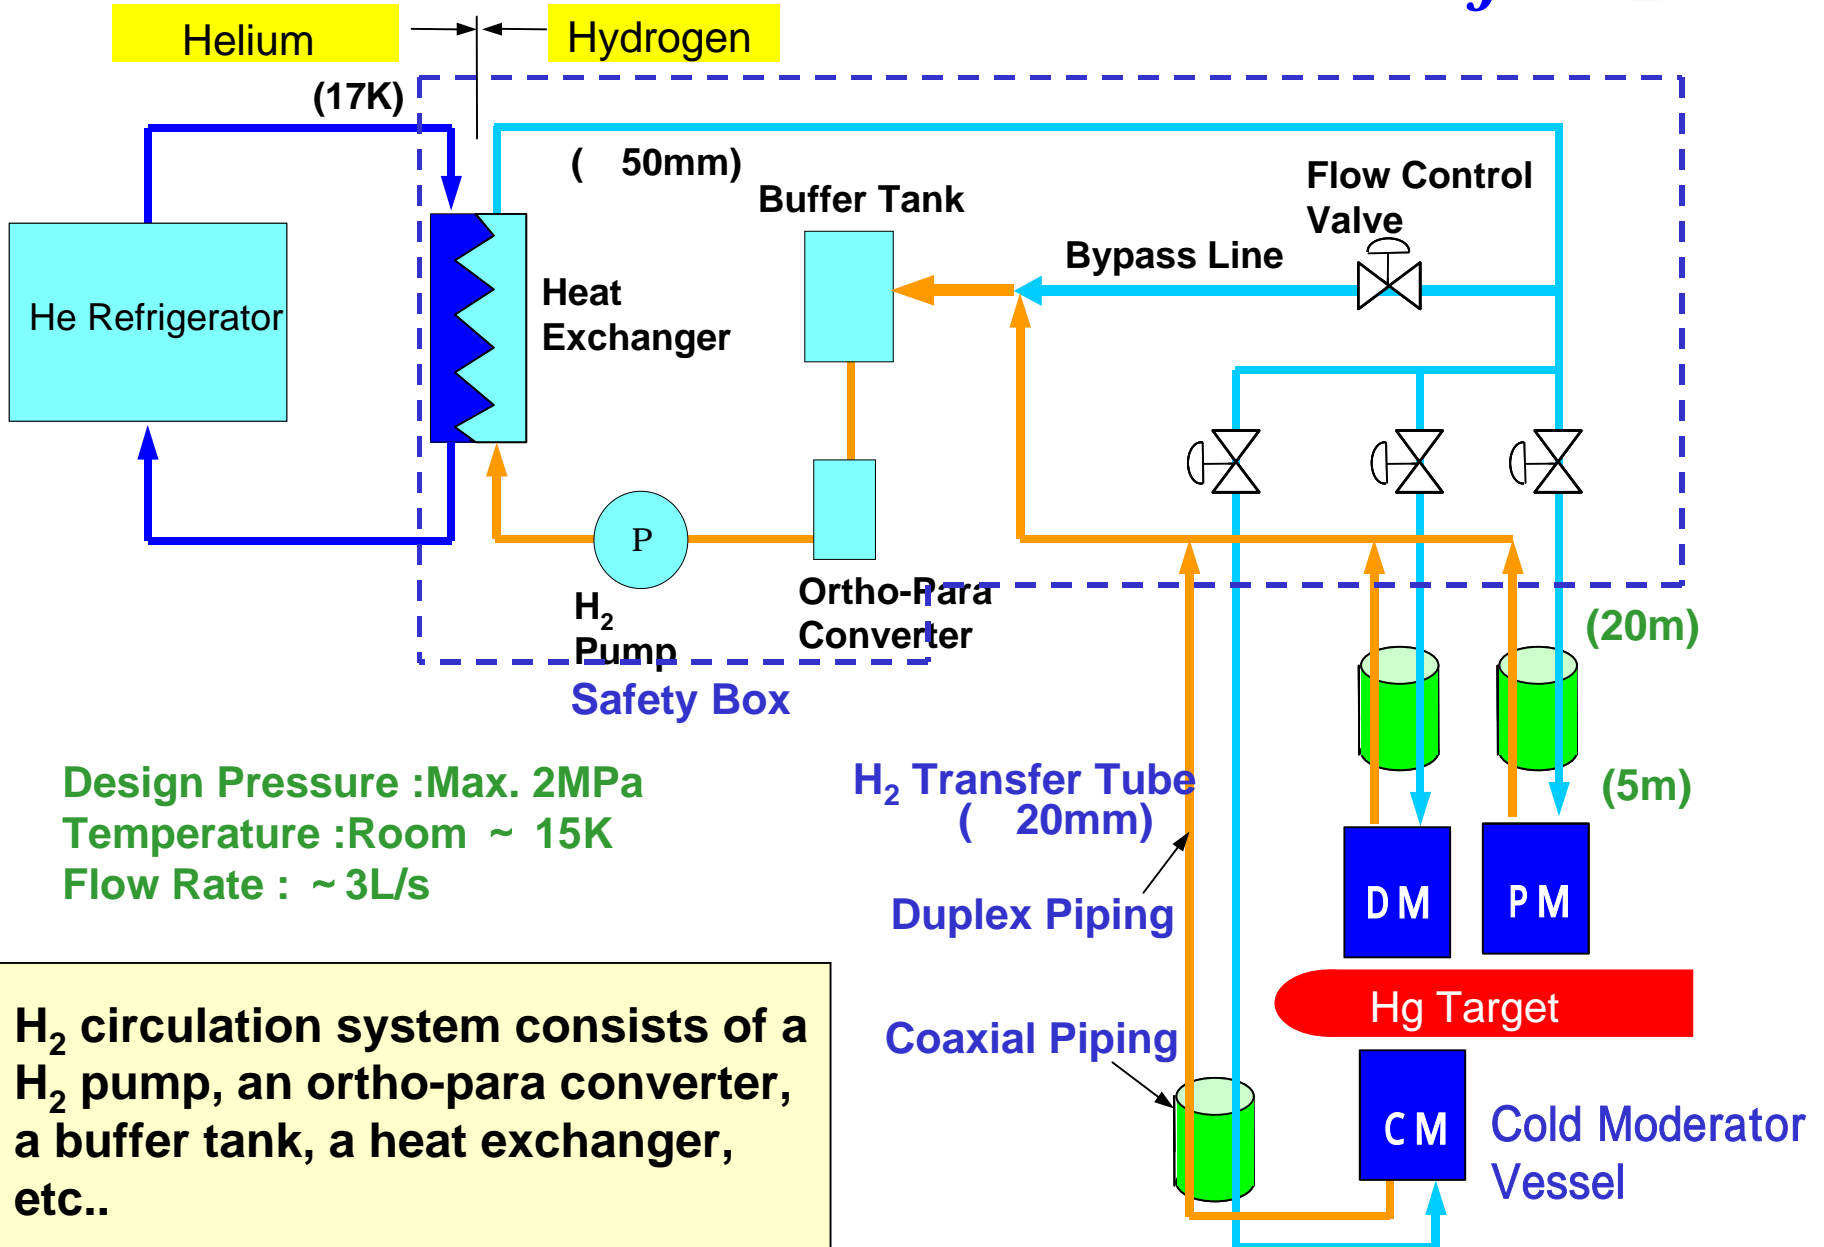 Helium
Hydrogen
(17K)
(   50mm)
Buffer Tank
Flow Control
Valve
Bypass Line
He Refrigerator
Heat
Exchanger
P
H2
Pump
Ortho-Para
Converter
Safety Box
(20m)
(5m)
Design Pressure :Max. 2MPa
Temperature :Room ~ 15K
Flow Rate : ~3L/s
H2 Transfer Tube
(   20mm)
Duplex Piping
DM
PM
Hg Target
Coaxial Piping
CM
Cold Moderator
Vessel
H2 circulation system consists of a
H2 pump, an ortho-para converter,
a buffer tank, a heat exchanger,
etc..